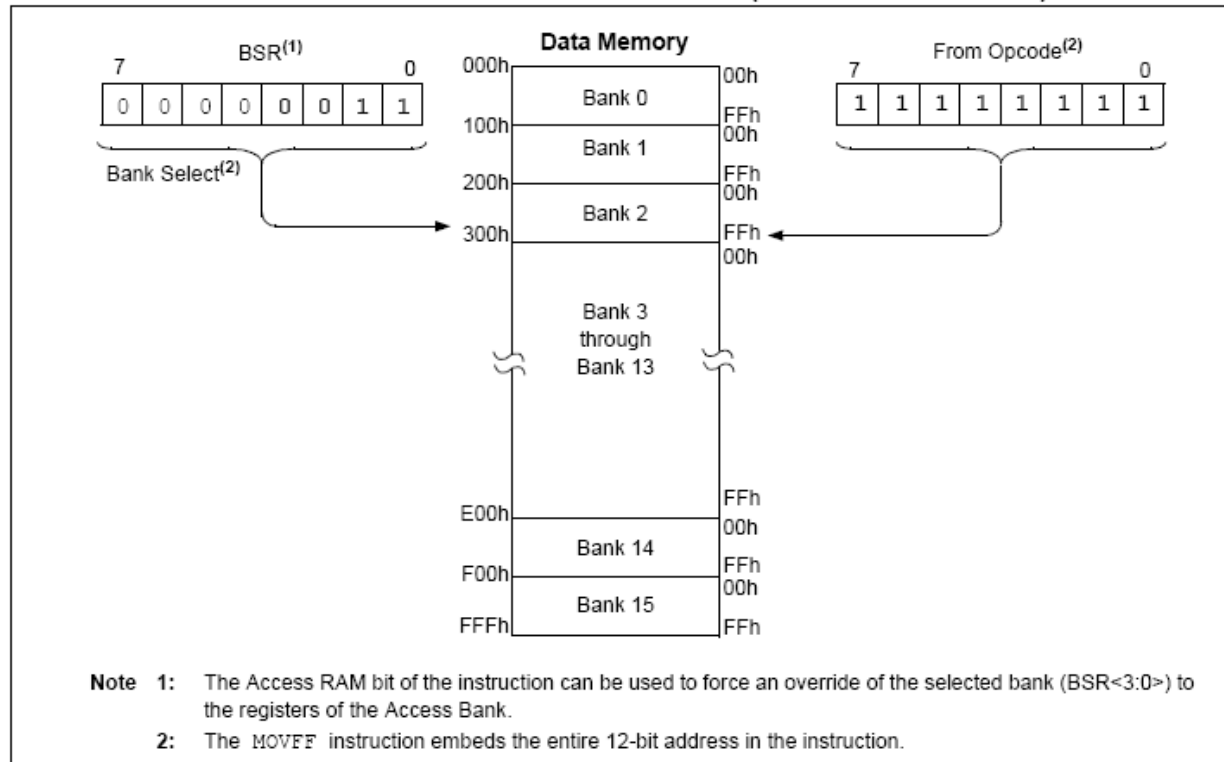 Data Memory
BSR(1)
7 0
0 0 0 0 0 0 1 1
Bank Select(2)
From Opcode(2)
7 0
1 1 1 1 1 1 1 1
000h 00h
Bank 0
FFh
100h 00h
Bank 1
FFh
200h 00h
Bank 2
300h FFh
00h
Bank 3
through
Bank 13
FFh
E00h 00h
Bank 14
FFh
F00h 00h
Bank 15
FFFh FFh
Note 1: The Access RAM bit of the instruction can be used to force an override of the selected bank (BSR<3:0>) to
the registers of the Access Bank.
2: The MOVFF instruction embeds the entire 12-bit address in the instruction.